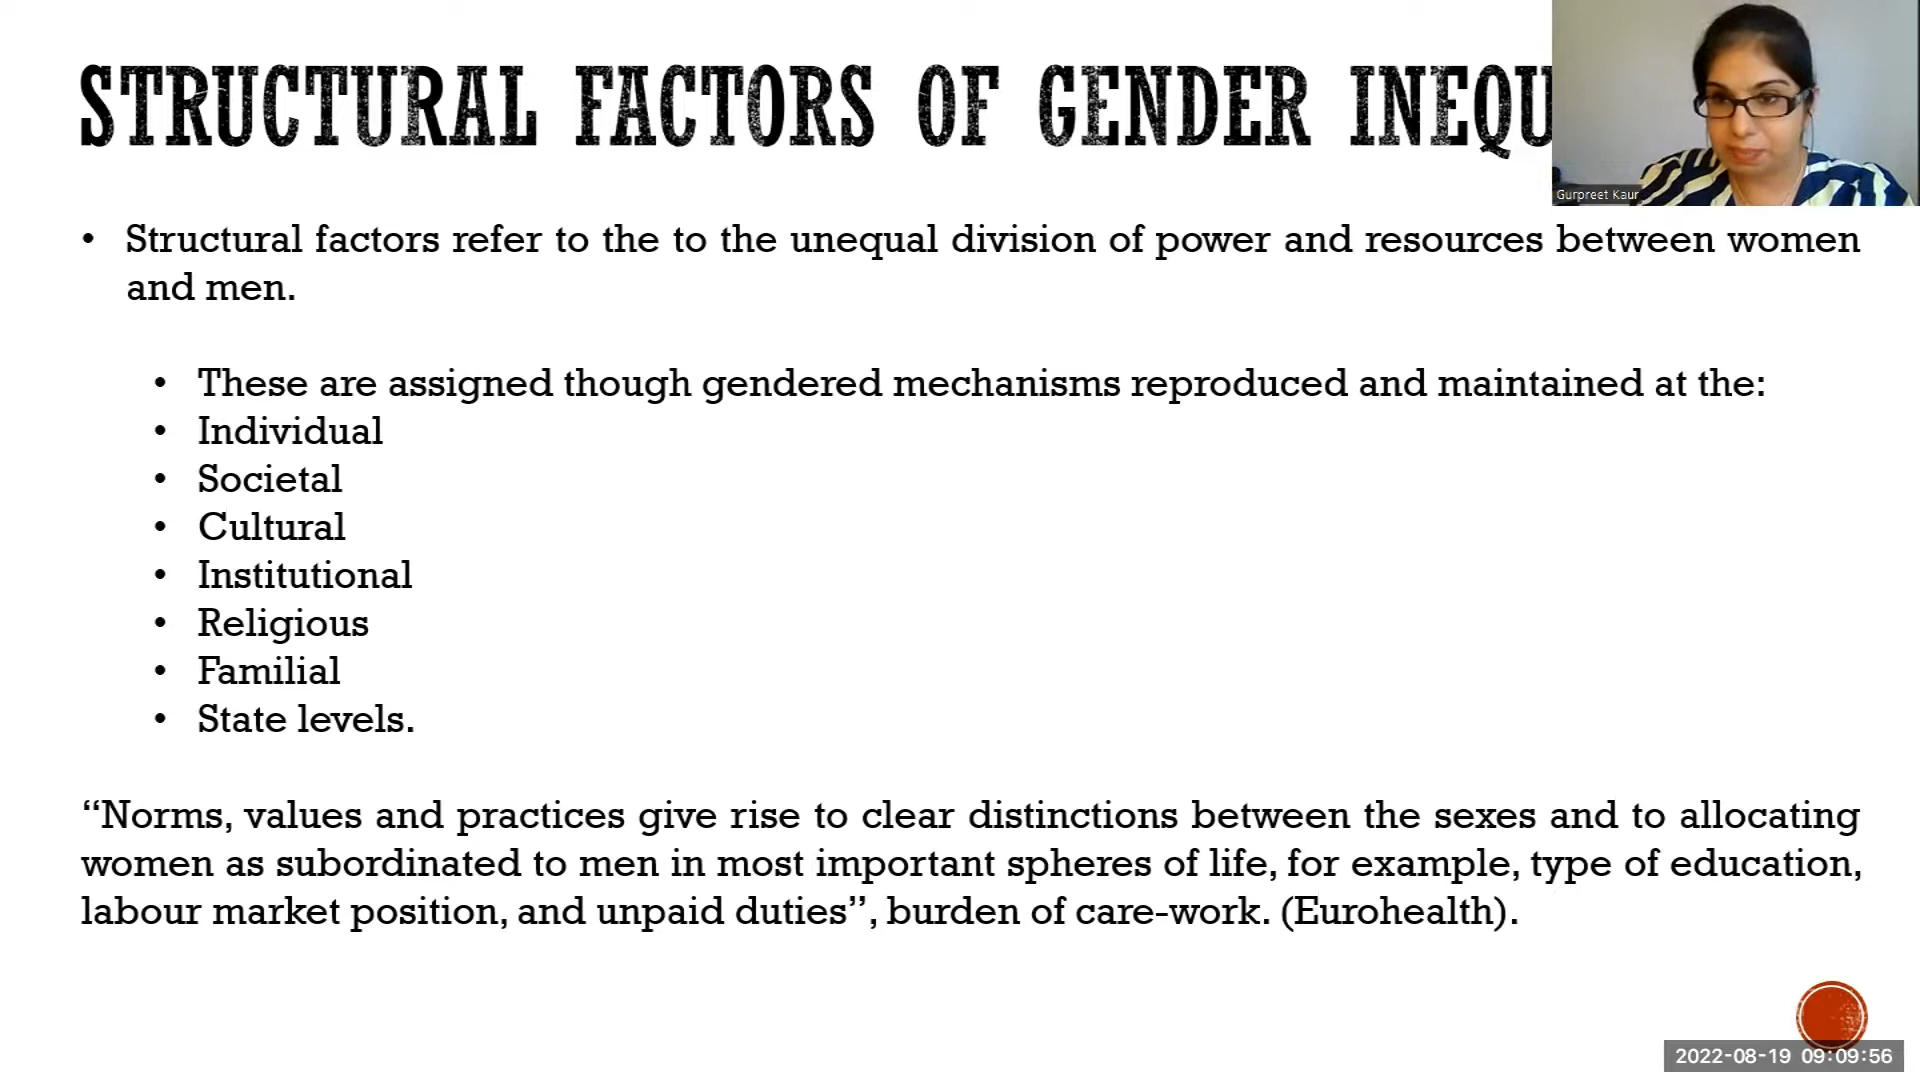 STRUCTURAL FACTORS OF GENDER INEQU
Gurpreet Kaur
• Structural factors refer to the to the unequal division of power and resources between women
and men.
• These are assigned though gendered mechanisms reproduced and maintained at the:
• Individual
• Societal
• Cultural
• Institutional
• Religious
• Familial
• State levels.
“Norms, values and practices give rise to clear distinctions between the sexes and to allocating
women as subordinated to men in most important spheres of life, for example, type of education,
labour market position, and unpaid duties”, burden of care-work. (Eurohealth).
2022-08-19 09:09:56